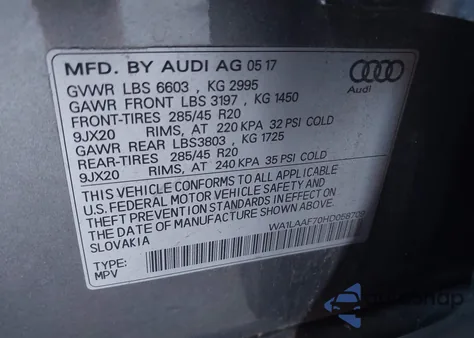 MFD. BY AUDI AG 05 17
GVWR LBS 6603 , KG 2995
GAWR FRONT LBS 3197 , KG 1450
FRONT-TIRES 285/45 R20
9JX20 RIMS, AT 220 KPA 32 PSI COLD
GAWR REAR LBS3803 , KG 1725
REAR-TIRES 285/45 R20
9JX20 RIMS, AT 240 KPA 35 PSI COLD
THIS VEHICLE CONFORMS TO ALL APPLICABLE
U.S. FEDERAL MOTOR VEHICLE SAFETY AND
THEFT PREVENTION STANDARDS IN EFFECT ON
THE DATE OF MANUFACTURE SHOWN ABOVE
SLOVAKIA
TYPE:
MPV